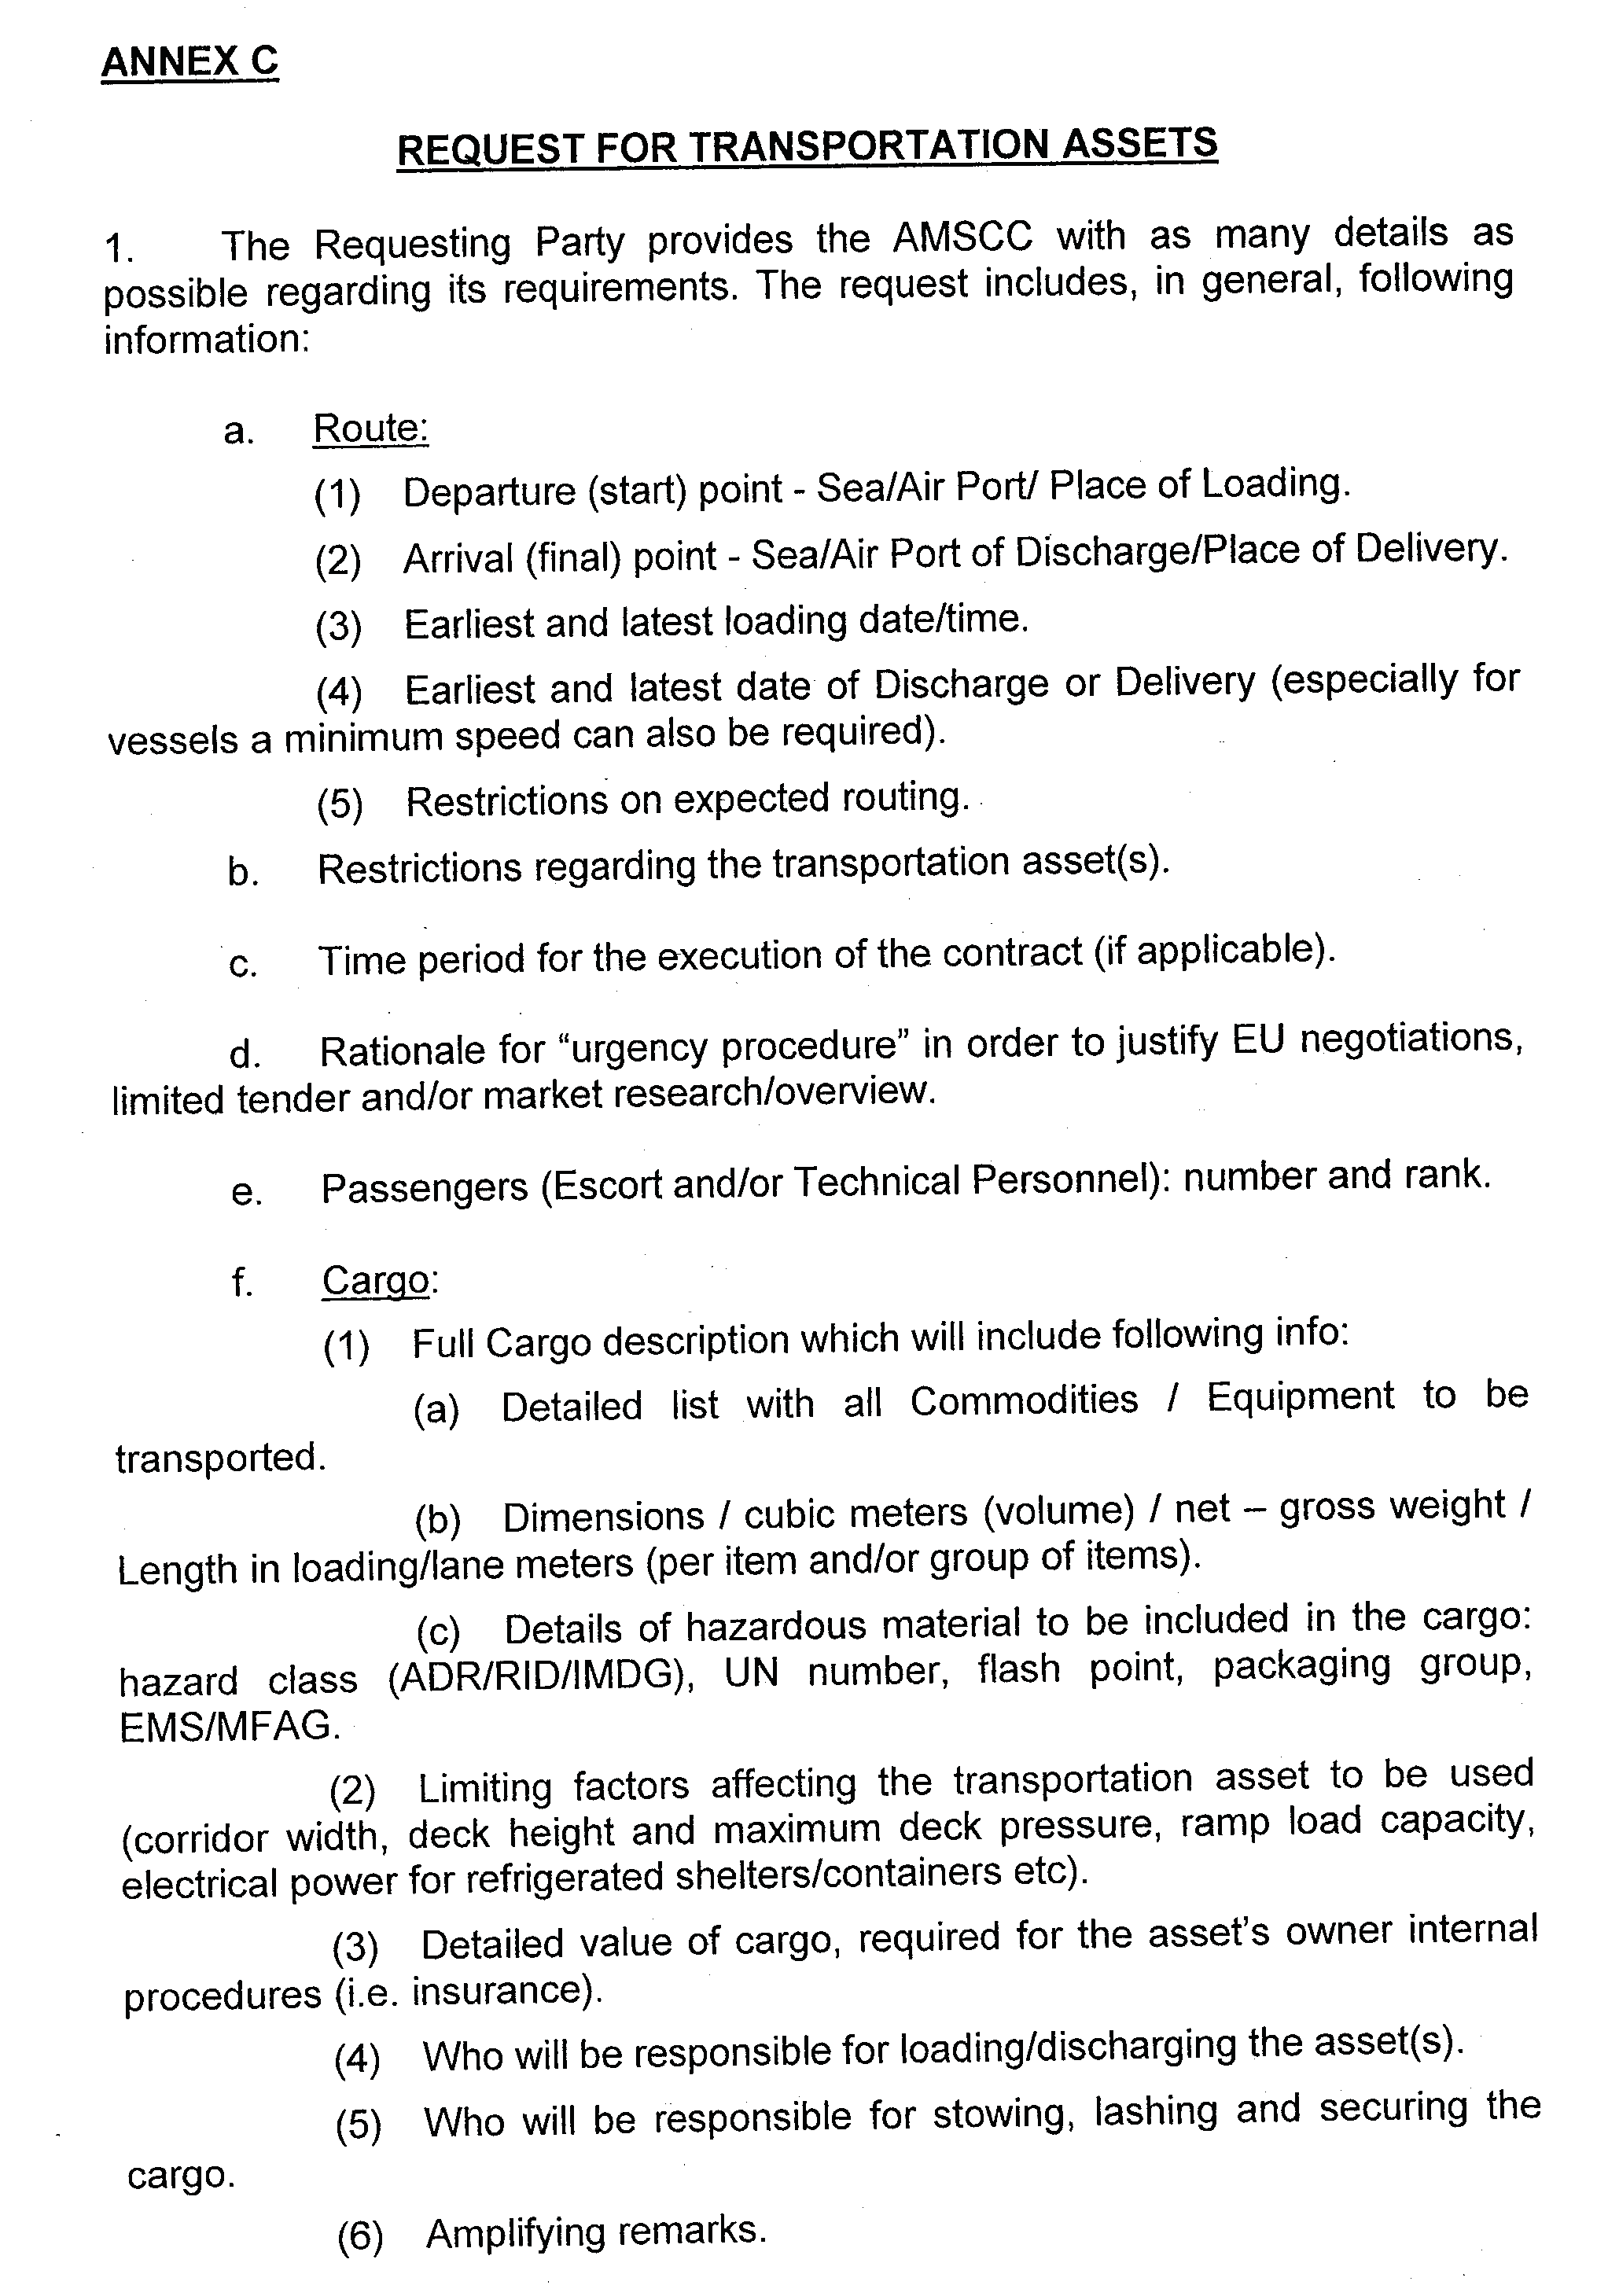 ANNEX C
REQUEST FOR TRANSPORTATION ASSETS
1. The Requesting Party provides the AMSCC with as many details as
possible regarding its requirements. The request includes, in general, following
information:
a. Route:
(1) Departure (start) point - Sea/Air Port/ Place of Loading.
(2) Arrival (final) point - Sea/Air Port of Discharge/Place of Delivery.
(3) Earliest and latest loading date/time.
(4) Earliest and latest date of Discharge or Delivery (especially for
vessels a minimum speed can also be required).
(5) Restrictions on expected routing.
b. Restrictions regarding the transportation asset(s).
c. Time period for the execution of the contract (if applicable).
d. Rationale for “urgency procedure” in order to justify EU negotiations,
limited tender and/or market research/overview.
e. Passengers (Escort and/or Technical Personnel): number and rank.
f. Cargo:
(1) Full Cargo description which will include following info:
(a) Detailed list with all Commodities / Equipment to be
transported.
(b) Dimensions / cubic meters (volume) / net – gross weight /
Length in loading/lane meters (per item and/or group of items).
(c) Details of hazardous material to be included in the cargo:
hazard class (ADR/RID/IMDG), UN number, flash point, packaging group,
EMS/MFAG.
(2) Limiting factors affecting the transportation asset to be used
(corridor width, deck height and maximum deck pressure, ramp load capacity,
electrical power for refrigerated shelters/containers etc).
(3) Detailed value of cargo, required for the asset's owner internal
procedures (i.e. insurance).
(4) Who will be responsible for loading/discharging the asset(s).
(5) Who will be responsible for stowing, lashing and securing the
cargo.
(6) Amplifying remarks.